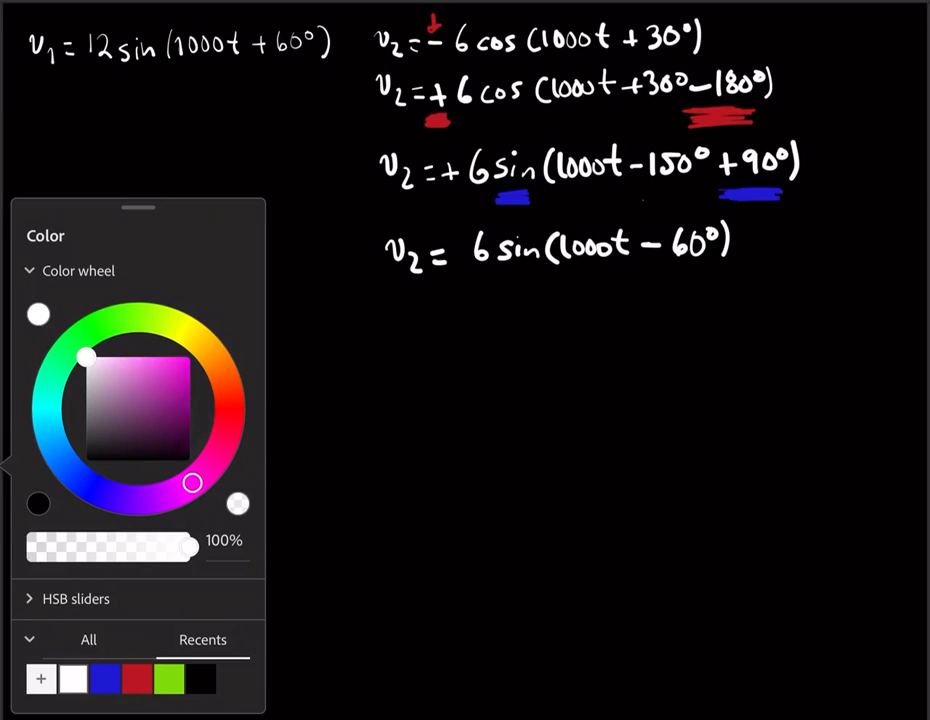 v₁ = 12 sin (1000t + 60°)
v₂ = - 6 cos (1000t + 30°)
v₂ = + 6 cos (1000t + 30° - 180°)
v₂ = + 6 sin (1000t - 150° + 90°)
v₂ = 6 sin (1000t - 60°)
Color
Color wheel
100%
HSB sliders
All Recents
+